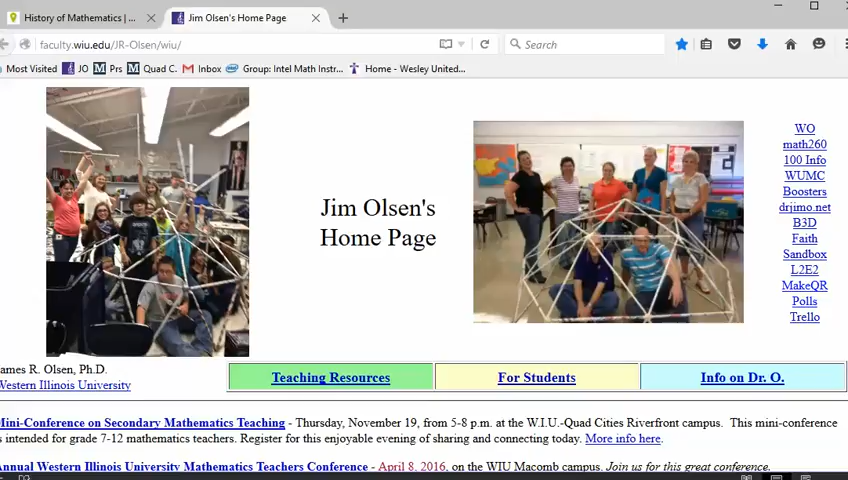 History of Mathematics | ...
Jim Olsen's Home Page
faculty.wiu.edu/JR-Olsen/wiu/
Search
Most Visited
JO
Prs
Quad C.
Inbox
Group: Intel Math Instr...
Home - Wesley United...
Jim Olsen's
Home Page
WO
math260
100 Info
WUMC
Boosters
drjimo.net
B3D
Faith
Sandbox
L2E2
MakeQR
Polls
Trello
ames R. Olsen, Ph.D.
Western Illinois University
Teaching Resources
For Students
Info on Dr. O.
Mini-Conference on Secondary Mathematics Teaching - Thursday, November 19, from 5-8 p.m. at the W.I.U.-Quad Cities Riverfront campus. This mini-conference
s intended for grade 7-12 mathematics teachers. Register for this enjoyable evening of sharing and connecting today. More info here.
Annual Western Illinois University Mathematics Teachers Conference - April 8, 2016, on the WIU Macomb campus. Join us for this great conference.